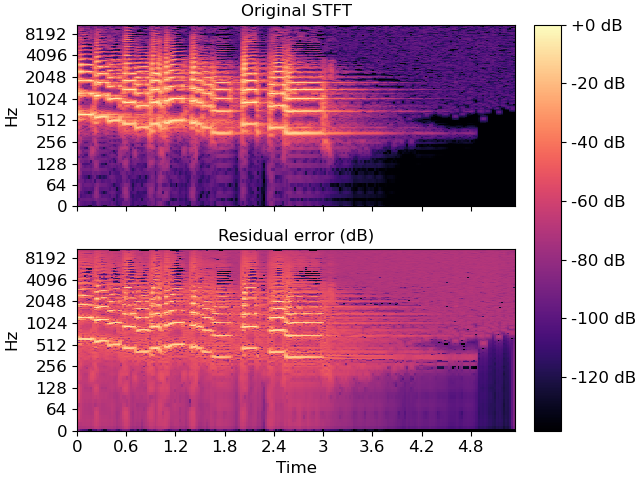 Original STFT
8192
4096
2048
1024
512
256
128
64
0
Hz
Residual error (dB)
8192
4096
2048
1024
512
256
128
64
0
Hz
0 0.6 1.2 1.8 2.4 3 3.6 4.2 4.8
Time
+0 dB
-20 dB
-40 dB
-60 dB
-80 dB
-100 dB
-120 dB